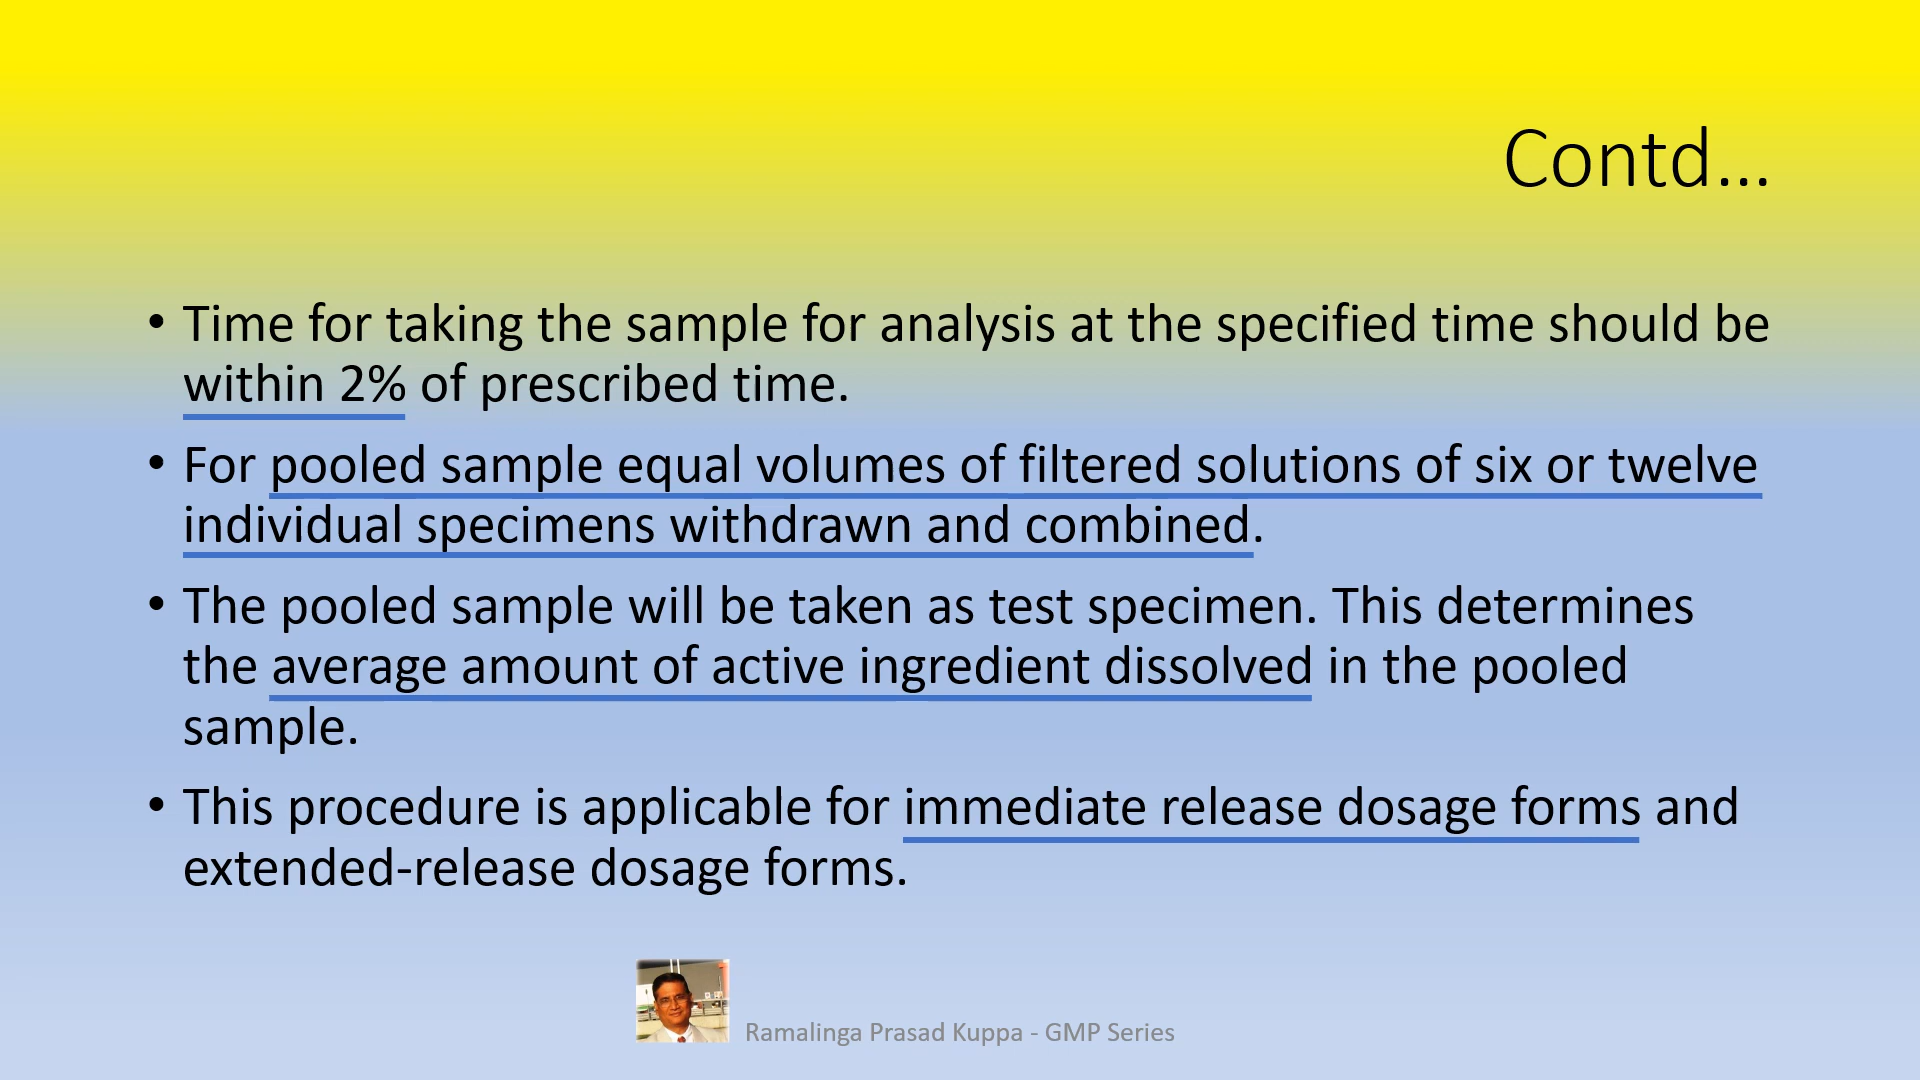 Contd…
• Time for taking the sample for analysis at the specified time should be
within 2% of prescribed time.
• For pooled sample equal volumes of filtered solutions of six or twelve
individual specimens withdrawn and combined.
• The pooled sample will be taken as test specimen. This determines
the average amount of active ingredient dissolved in the pooled
sample.
• This procedure is applicable for immediate release dosage forms and
extended-release dosage forms.
Ramalinga Prasad Kuppa - GMP Series